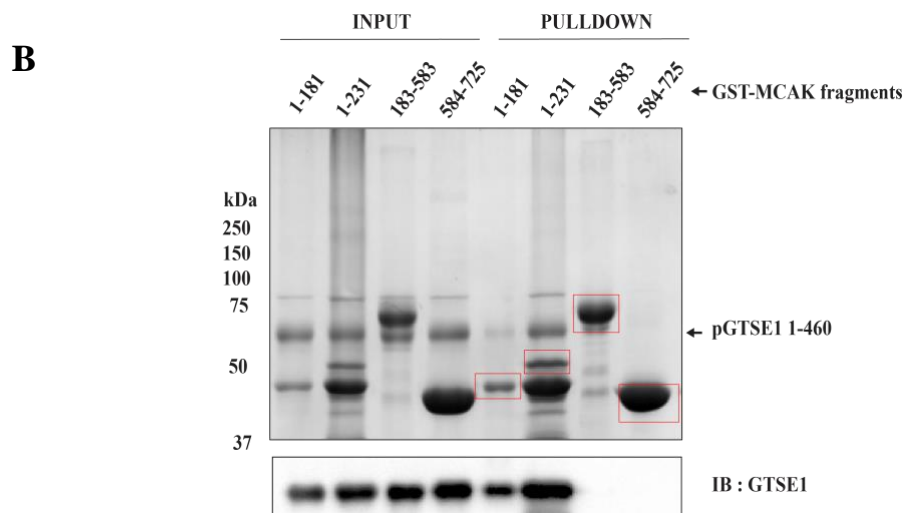 INPUT PULLDOWN
B
1-181 1-231 183-583 584-725 1-181 1-231 183-583 584-725
GST-MCAK fragments
kDa
250
150
100
75
pGTSE1 1-460
50
37
IB : GTSE1